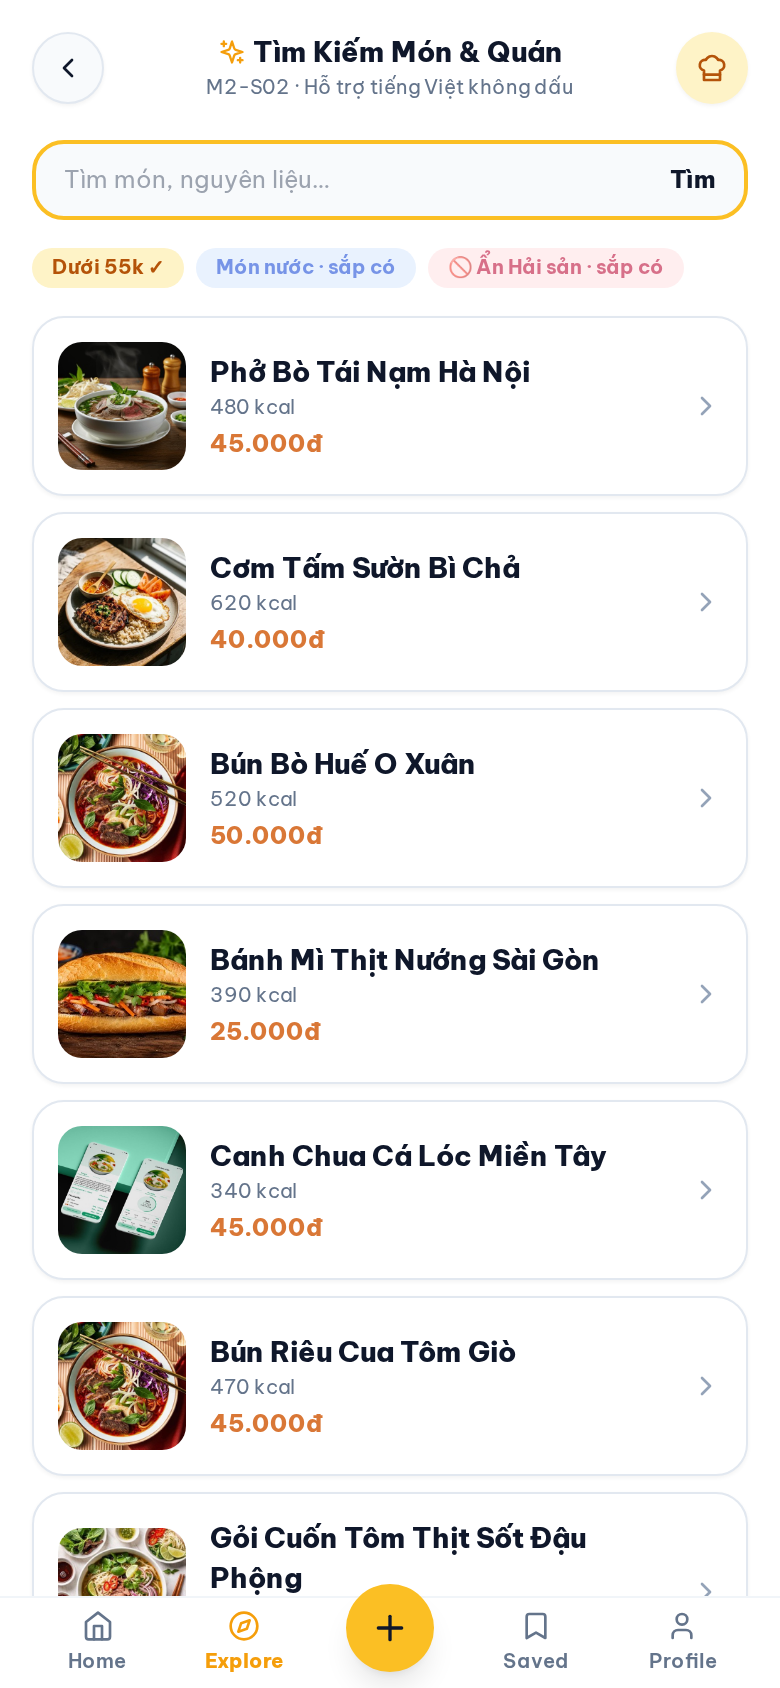 Tìm Kiếm Món & Quán
M2-S02 · Hỗ trợ tiếng Việt không dấu
Tìm món, nguyên liệu...
Tìm
Dưới 55k ✓
Món nước · sắp có
🚫 Ẩn Hải sản · sắp có
Phở Bò Tái Nạm Hà Nội
480 kcal
45.000đ
Cơm Tấm Sườn Bì Chả
620 kcal
40.000đ
Bún Bò Huế O Xuân
520 kcal
50.000đ
Bánh Mì Thịt Nướng Sài Gòn
390 kcal
25.000đ
Canh Chua Cá Lóc Miền Tây
340 kcal
45.000đ
Bún Riêu Cua Tôm Giò
470 kcal
45.000đ
Gỏi Cuốn Tôm Thịt Sốt Đậu
Phộng
Home
Explore
Saved
Profile